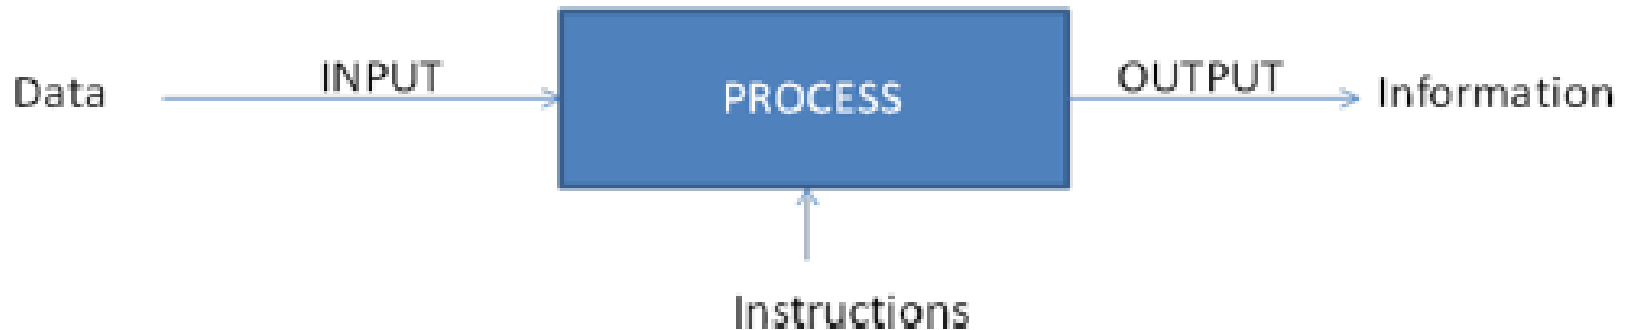 INPUT
OUTPUT
Data
PROCESS
Information
Instructions